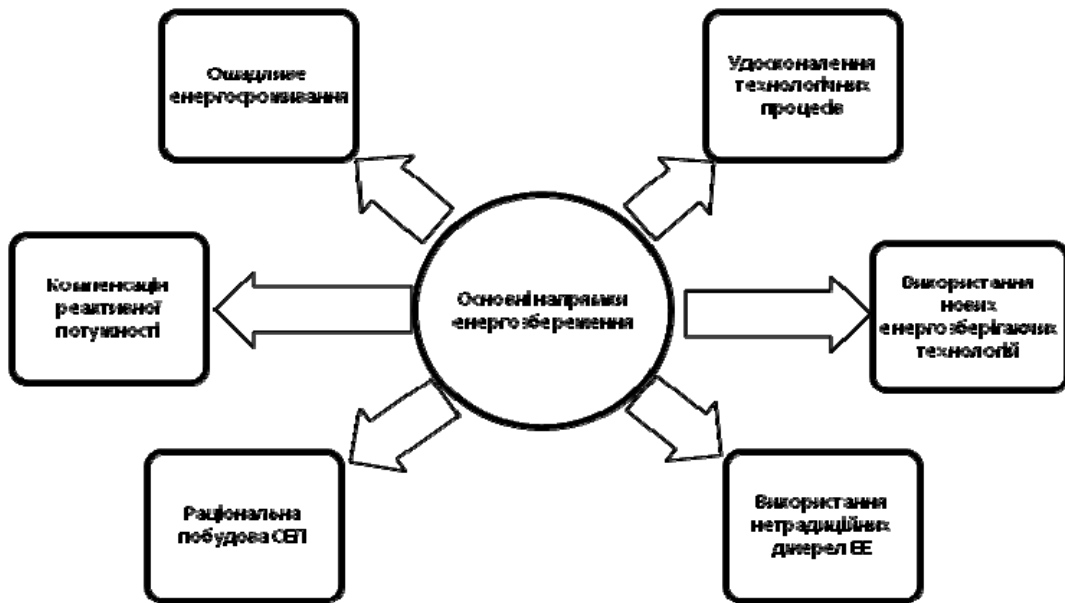 Ощадливе
енергосроживання
Удосконалення
технологічних
процесів
Компенсація
реактивної
потужності
Основні напрямки
енергозбереження
Використання
нових
енергозберігаючих
технологій
Раціональна
побудова СЕП
Використання
нетрадиційних
джерел ЕЕ